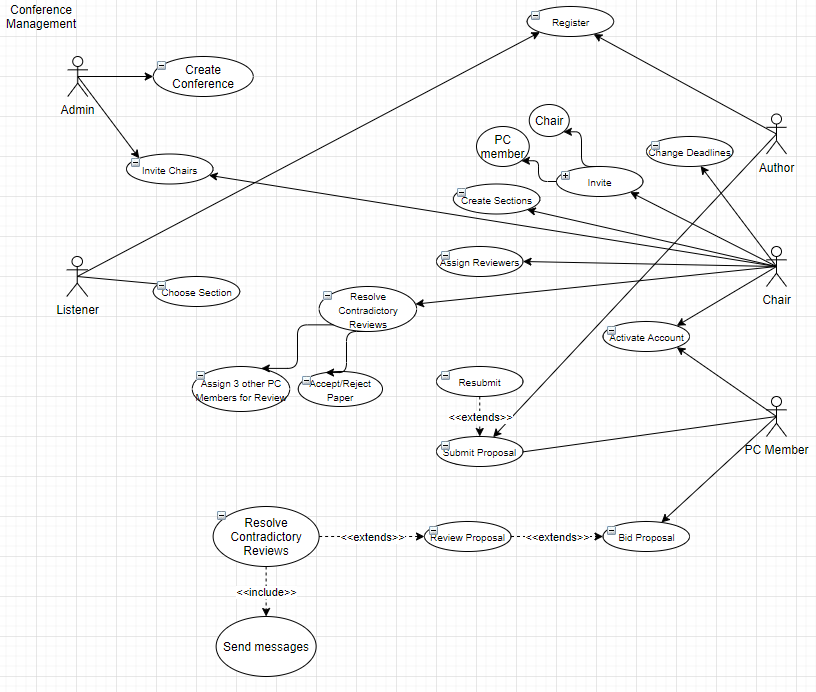 Conference
Management
Register
Create
Conference
Admin
Chair
PC
member
Change Deadlines
Author
Invite Chairs
Invite
Create Sections
Assign Reviewers
Chair
Listener
Choose Section
Resolve
Contradictory
Reviews
Activate Account
Assign 3 other PC
Members for Review
Accept/Reject
Paper
Resubmit
<<extends>>
Submit Proposal
PC Member
Resolve
Contradictory
Reviews
<<extends>>
Review Proposal
<<extends>>
Bid Proposal
<<include>>
Send messages